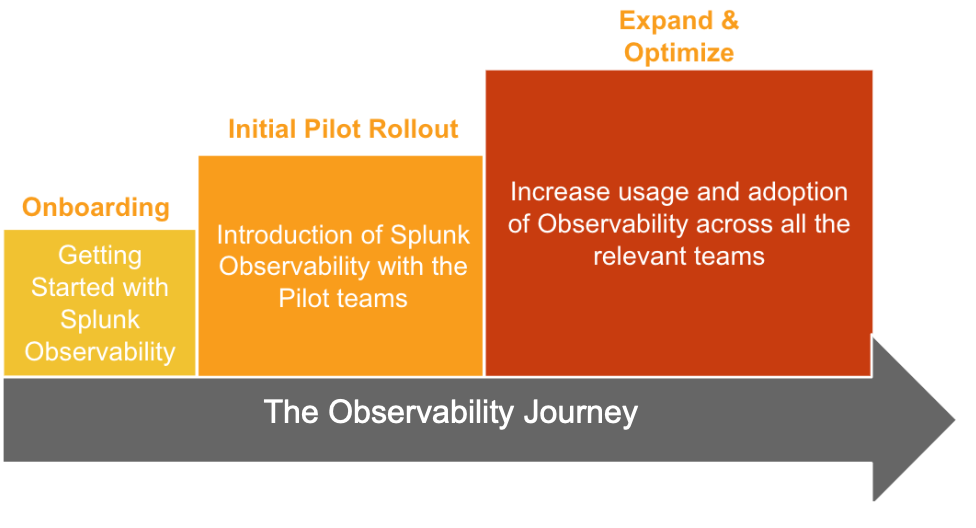 Expand &
Optimize
Initial Pilot Rollout
Onboarding
Getting
Started with
Splunk
Observability
Introduction of Splunk
Observability with the
Pilot teams
Increase usage and adoption
of Observability across all the
relevant teams
The Observability Journey